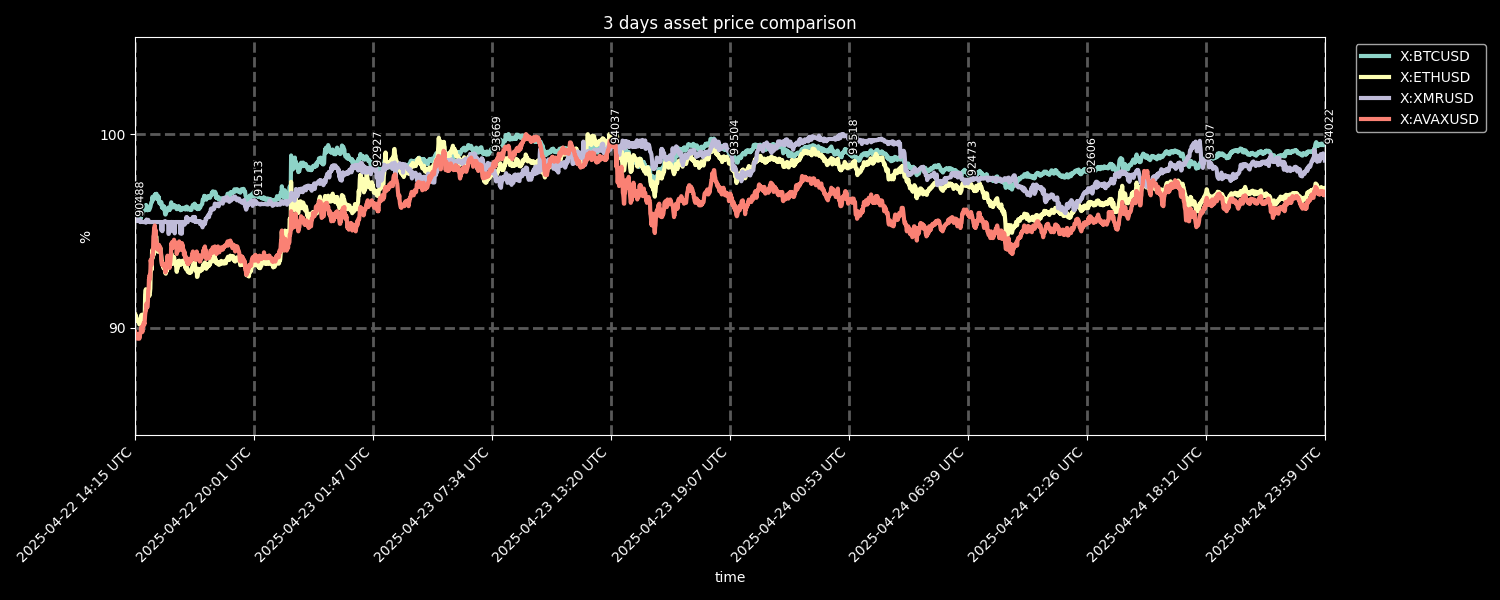 3 days asset price comparison
X:BTCUSD
X:ETHUSD
X:XMRUSD
X:AVAXUSD
100
90
%
90488
91513
92927
93669
94037
93504
93518
92473
92606
93307
94022
2025-04-22 14:15 UTC
2025-04-22 20:01 UTC
2025-04-23 01:47 UTC
2025-04-23 07:34 UTC
2025-04-23 13:20 UTC
2025-04-23 19:07 UTC
2025-04-24 00:53 UTC
2025-04-24 06:39 UTC
2025-04-24 12:26 UTC
2025-04-24 18:12 UTC
2025-04-24 23:59 UTC
time